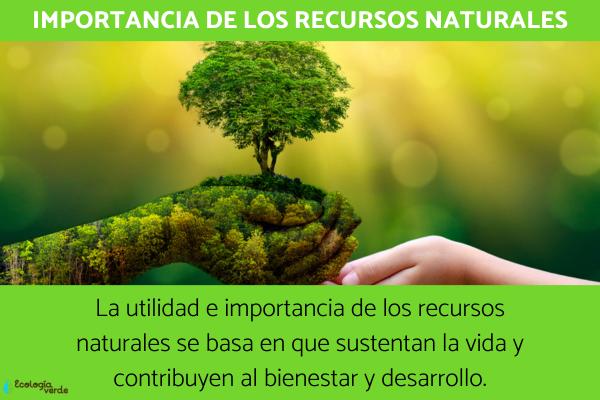 IMPORTANCIA DE LOS RECURSOS NATURALES
La utilidad e importancia de los recursos
naturales se basa en que sustentan la vida y
contribuyen al bienestar y desarrollo.
Ecología
verde